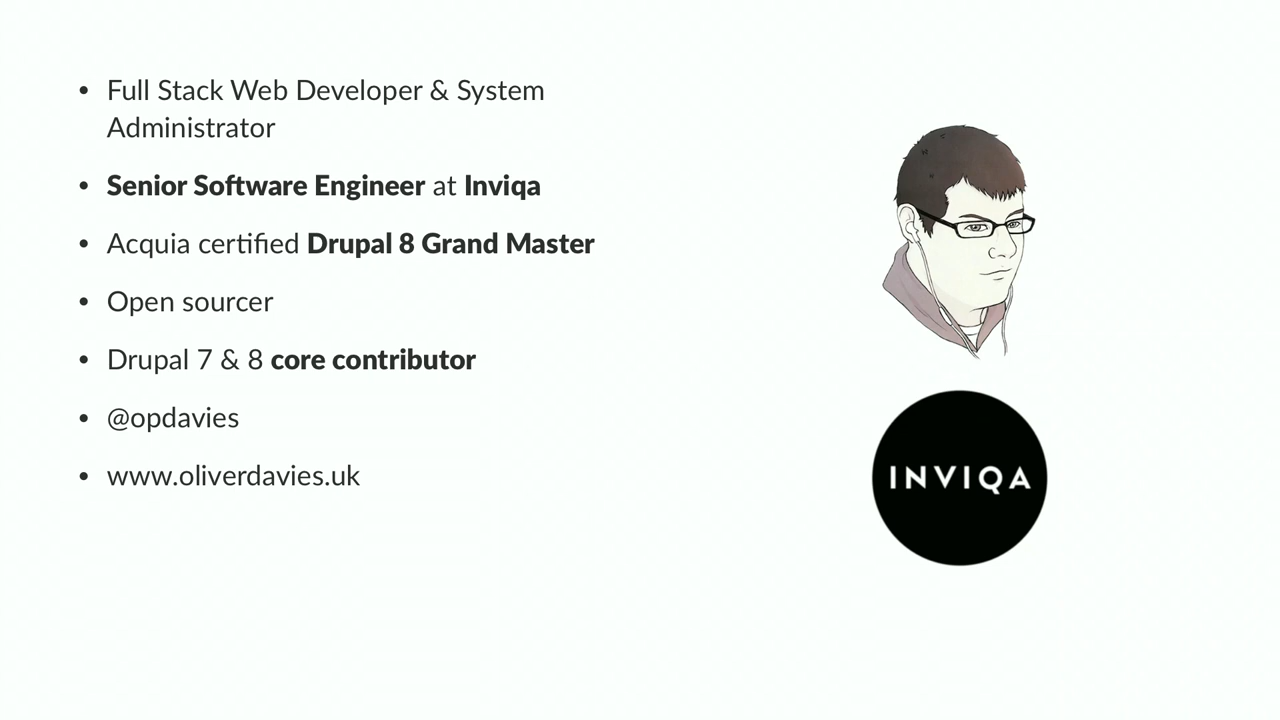 • Full Stack Web Developer & System
Administrator
• Senior Software Engineer at Inviqa
• Acquia certified Drupal 8 Grand Master
• Open sourcer
• Drupal 7 & 8 core contributor
• @opdavies
• www.oliverdavies.uk
INVIQA